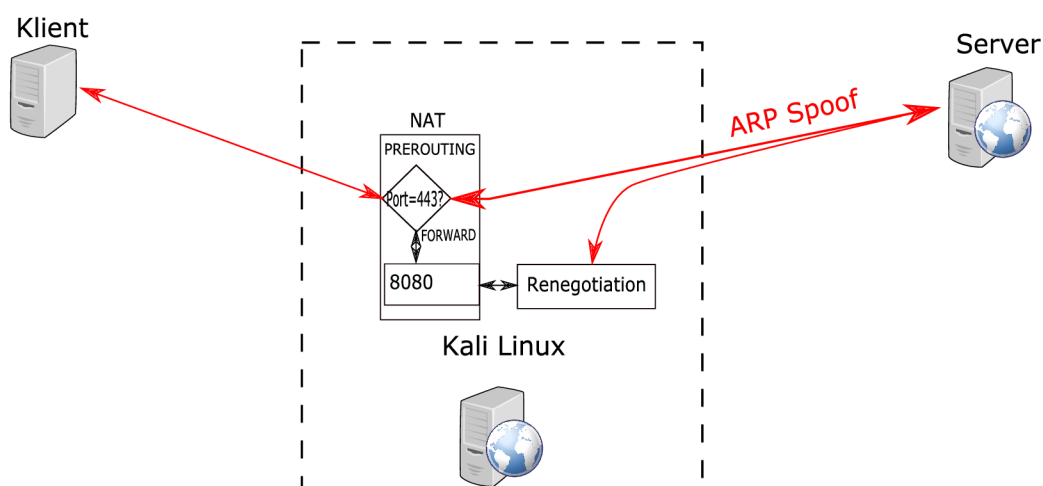 Klient
Server
ARP Spoof
NAT
PREROUTING
Port=443?
FORWARD
8080
Renegotiation
Kali Linux